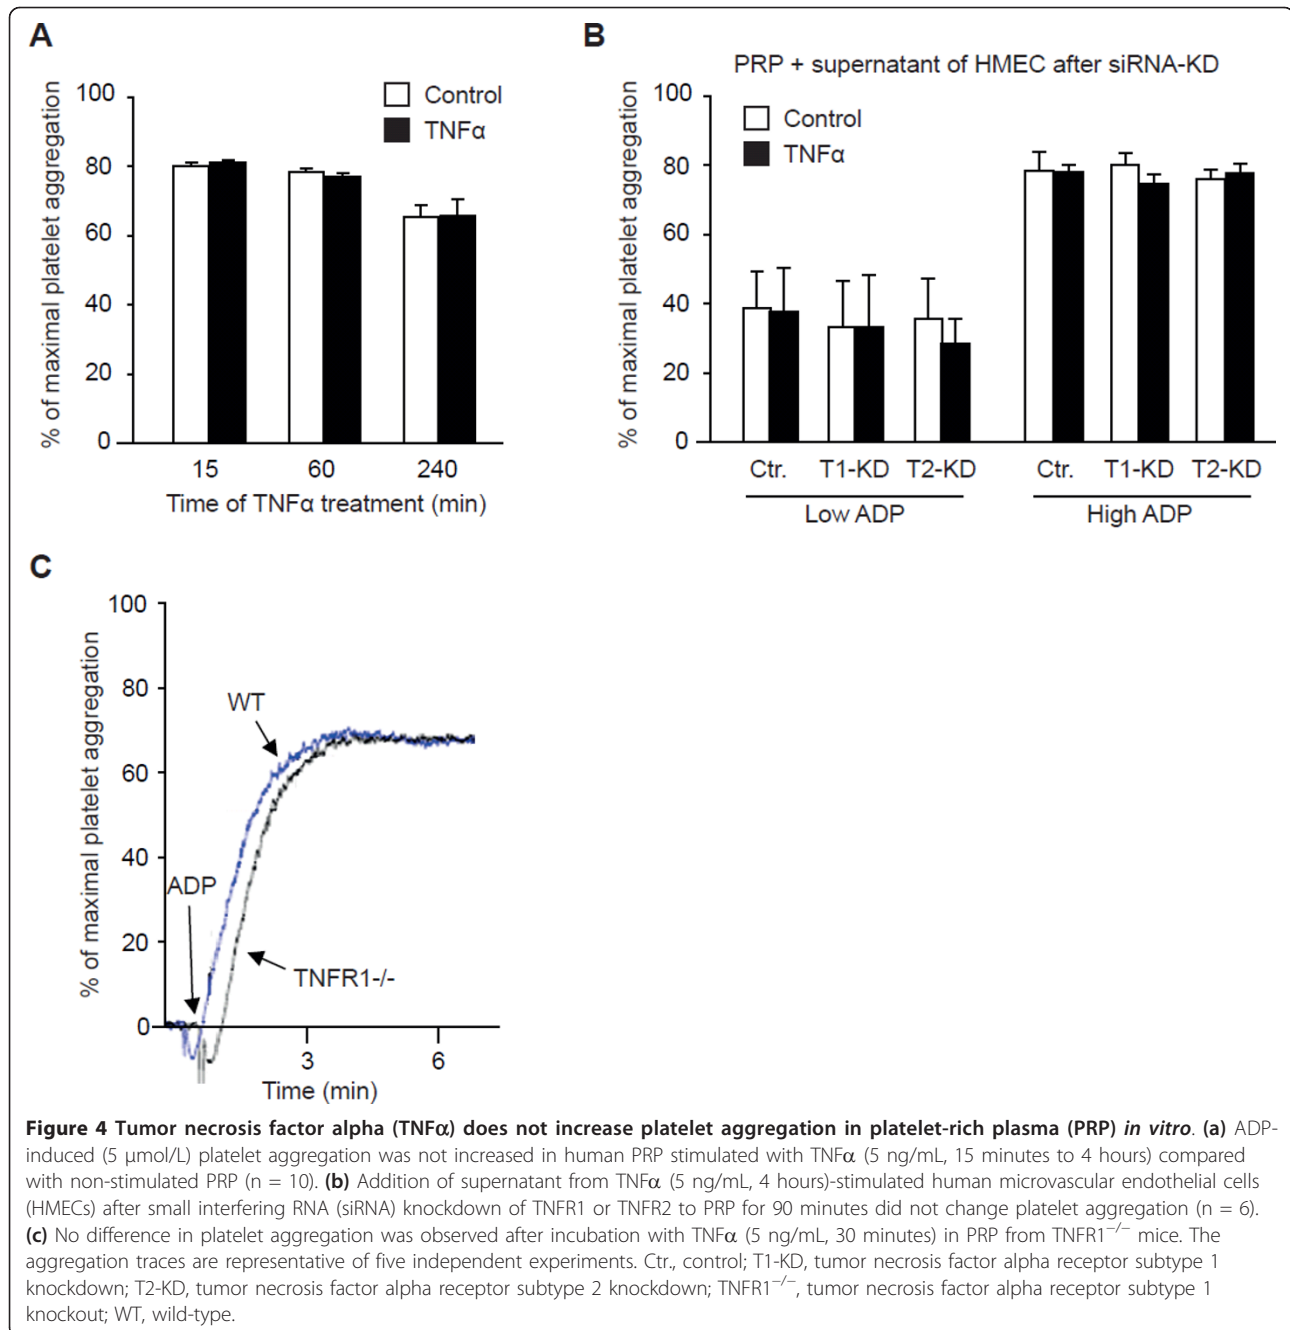 A
% of maximal platelet aggregation
100
80
60
40
20
0
Control
TNFα
15 60 240
Time of TNFα treatment (min)
B
PRP + supernatant of HMEC after siRNA-KD
% of maximal platelet aggregation
100
80
60
40
20
0
Control
TNFα
Ctr. T1-KD T2-KD Ctr. T1-KD T2-KD
Low ADP High ADP
C
% of maximal platelet aggregation
100
80
60
40
20
0
WT
ADP
TNFR1-/-
3 6
Time (min)
Figure 4 Tumor necrosis factor alpha (TNFα) does not increase platelet aggregation in platelet-rich plasma (PRP) in vitro. (a) ADP-
induced (5 μmol/L) platelet aggregation was not increased in human PRP stimulated with TNFα (5 ng/mL, 15 minutes to 4 hours) compared
with non-stimulated PRP (n = 10). (b) Addition of supernatant from TNFα (5 ng/mL, 4 hours)-stimulated human microvascular endothelial cells
(HMECs) after small interfering RNA (siRNA) knockdown of TNFR1 or TNFR2 to PRP for 90 minutes did not change platelet aggregation (n = 6).
(c) No difference in platelet aggregation was observed after incubation with TNFα (5 ng/mL, 30 minutes) in PRP from TNFR1−/− mice. The
aggregation traces are representative of five independent experiments. Ctr., control; T1-KD, tumor necrosis factor alpha receptor subtype 1
knockdown; T2-KD, tumor necrosis factor alpha receptor subtype 2 knockdown; TNFR1−/−, tumor necrosis factor alpha receptor subtype 1
knockout; WT, wild-type.